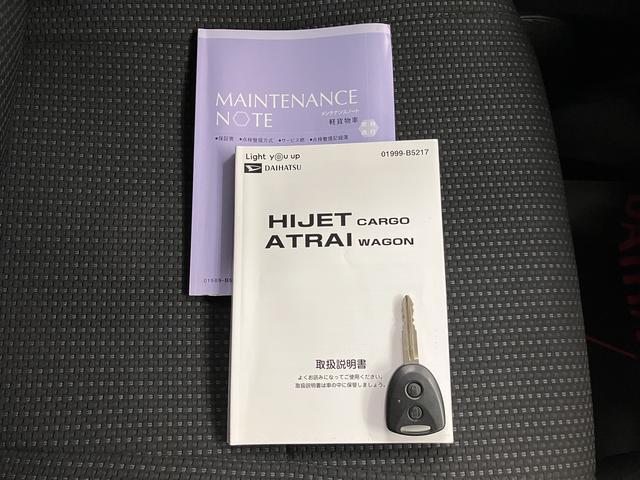 MAINTENANCE
NOTE
メンテナンスノート
軽貨物車
●保証書 ●点検整備方式 ●サービス網 ●点検整備記録簿
Light you up
DAIHATSU
01999-B5217
HIJET CARGO
ATRAI WAGON
取扱説明書
よくお読みになってご使用ください。
取扱説明書は車の中に保管しましょう。
01999-B5